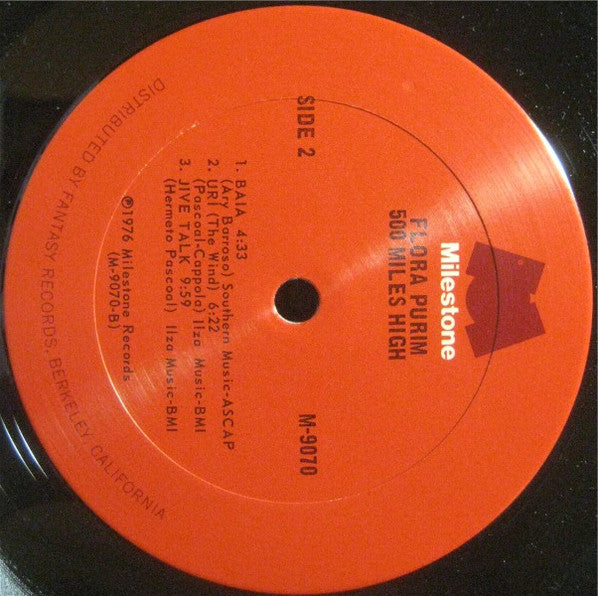 Milestone
FLORA PURIM
500 MILES HIGH
SIDE 2
M-9070
1. BAIA 4:33
(Ary Barroso) Southern Music-ASCAP
2. URI (The Wind) 6:22
(Pascoal-Cappola) Ilza Music-BMI
3. JIVE TALK 9:59
(Hermeto Pascoal) Ilza Music-BMI
℗1976 Milestone Records
(M-9070-B)
DISTRIBUTED BY FANTASY RECORDS, BERKELEY, CALIFORNIA